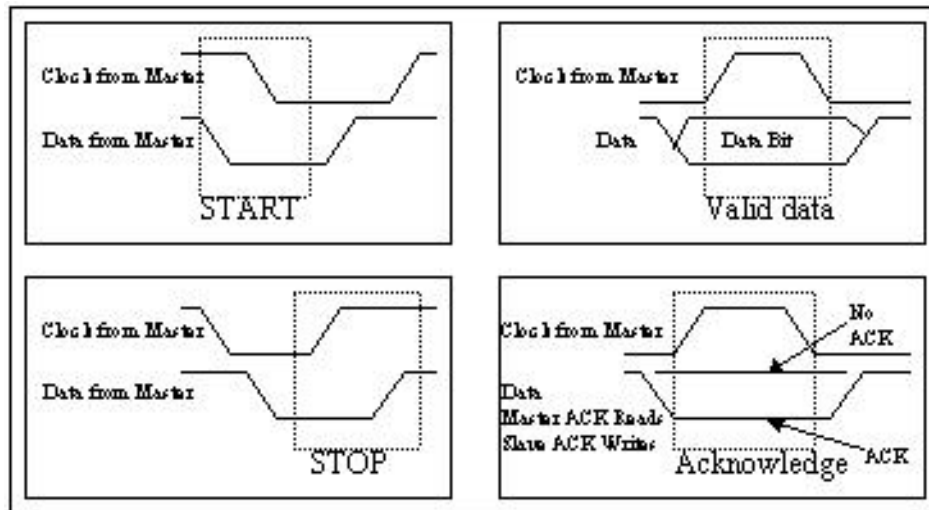 Clock from Master
Data from Master
START
Clock from Master
Data
Data Bit
Valid data
Clock from Master
Data from Master
STOP
Clock from Master
No
ACK
Data
Master ACK Reads
Slave ACK Writes
ACK
Acknowledge